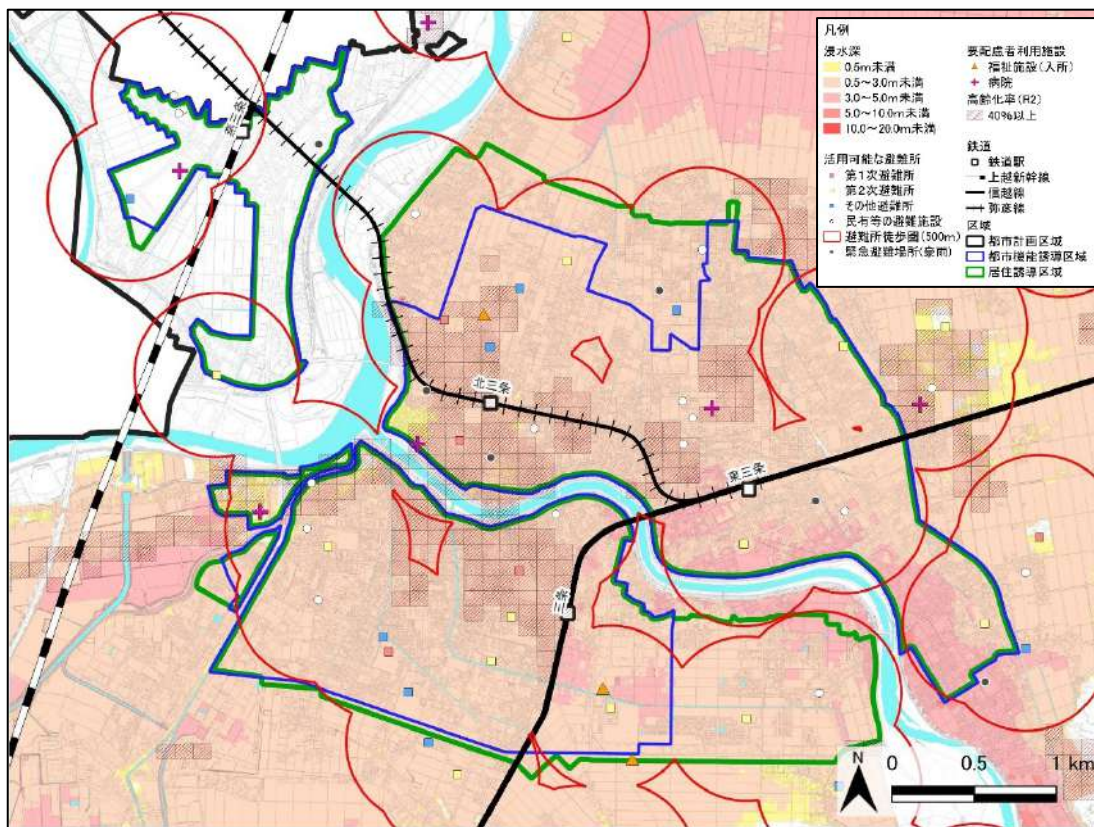 凡例
浸水深
0.5m未満
0.5~3.0m未満
3.0~5.0m未満
5.0~10.0m未満
10.0~20.0m未満
活用可能な避難所
第1次避難所
第2次避難所
その他避難所
民有等の避難施設
避難所徒歩圏(500m)
緊急避難場所(豪雨)
要配慮者利用施設
福祉施設(入所)
病院
高齢化率(R2)
40%以上
鉄道
鉄道駅
上越新幹線
信越線
弥彦線
区域
都市計画区域
都市機能誘導区域
居住誘導区域
燕三条
北三条
東三条
三条
N
0 0.5 1 km